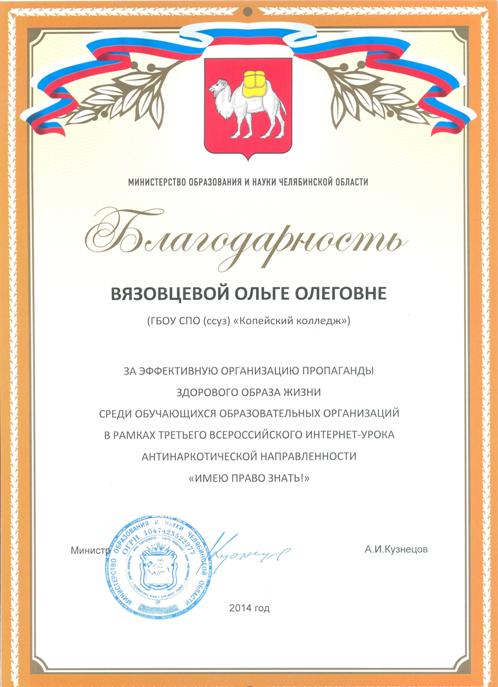 МИНИСТЕРСТВО ОБРАЗОВАНИЯ И НАУКИ ЧЕЛЯБИНСКОЙ ОБЛАСТИ
Благодарность
ВЯЗОВЦЕВОЙ ОЛЬГЕ ОЛЕГОВНЕ
(ГБОУ СПО (ссуз) «Копейский колледж»)
ЗА ЭФФЕКТИВНУЮ ОРГАНИЗАЦИЮ ПРОПАГАНДЫ
ЗДОРОВОГО ОБРАЗА ЖИЗНИ
СРЕДИ ОБУЧАЮЩИХСЯ ОБРАЗОВАТЕЛЬНЫХ ОРГАНИЗАЦИЙ
В РАМКАХ ТРЕТЬЕГО ВСЕРОССИЙСКОГО ИНТЕРНЕТ-УРОКА
АНТИНАРКОТИЧЕСКОЙ НАПРАВЛЕННОСТИ
«ИМЕЮ ПРАВО ЗНАТЬ!»
Министр А.И.Кузнецов
МИНИСТЕРСТВО ОБРАЗОВАНИЯ И НАУКИ ЧЕЛЯБИНСКОЙ ОБЛАСТИ
ОГРН 1047423522277
2014 год